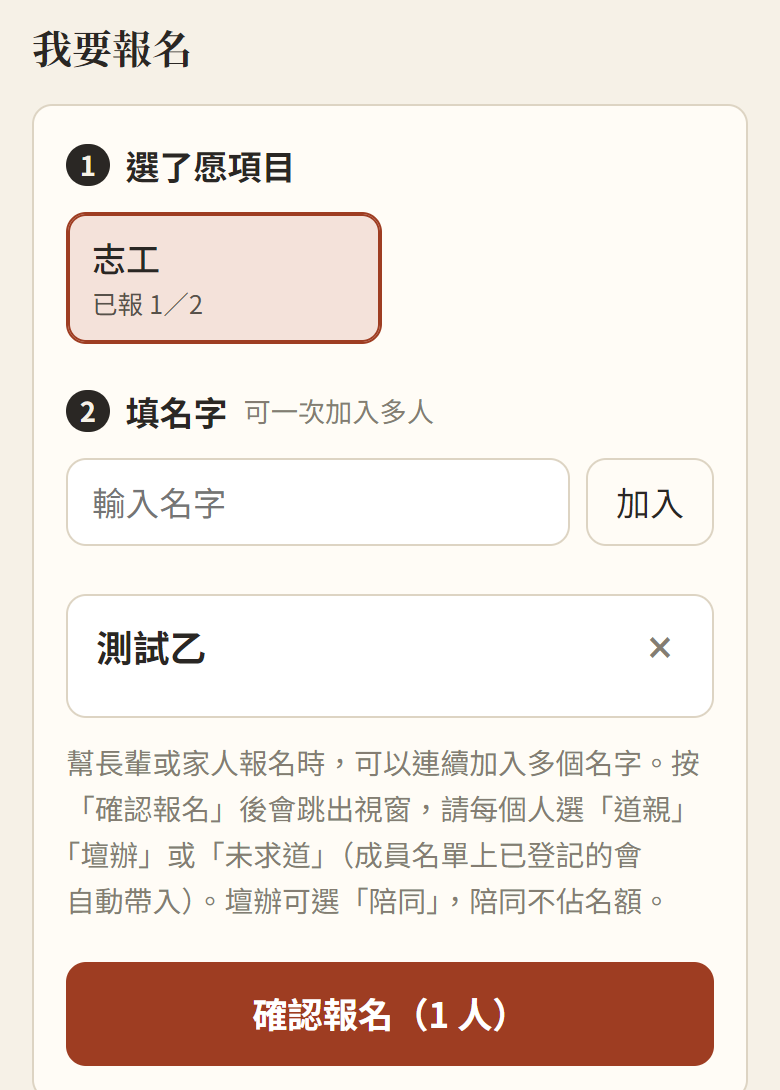 我要報名
1 選了愿項目
志工
已報 1／2
2 填名字 可一次加入多人
輸入名字 加入
測試乙 ×
幫長輩或家人報名時，可以連續加入多個名字。按
「確認報名」後會跳出視窗，請每個人選「道親」
「壇辦」或「未求道」（成員名單上已登記的會
自動帶入）。壇辦可選「陪同」，陪同不佔名額。
確認報名（1 人）